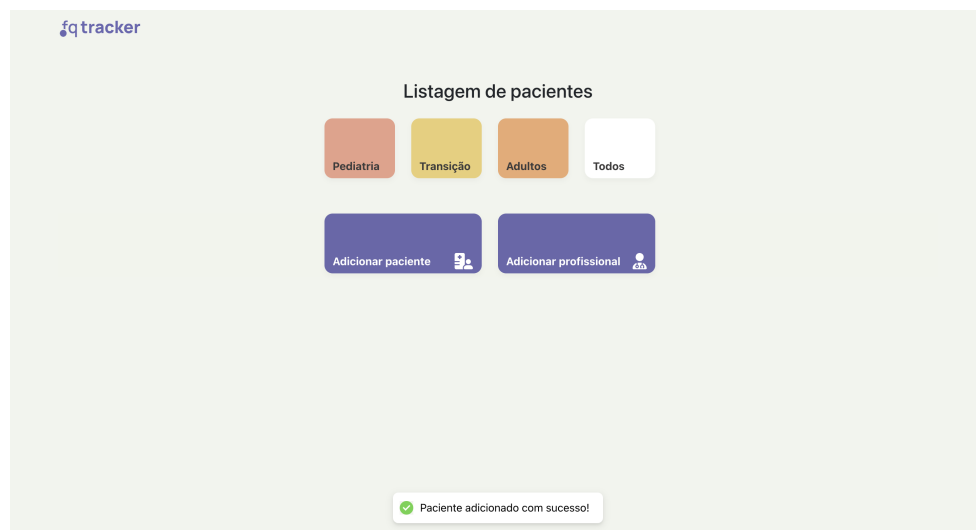 fq tracker
Listagem de pacientes
Pediatria
Transição
Adultos
Todos
Adicionar paciente
Adicionar profissional
Paciente adicionado com sucesso!